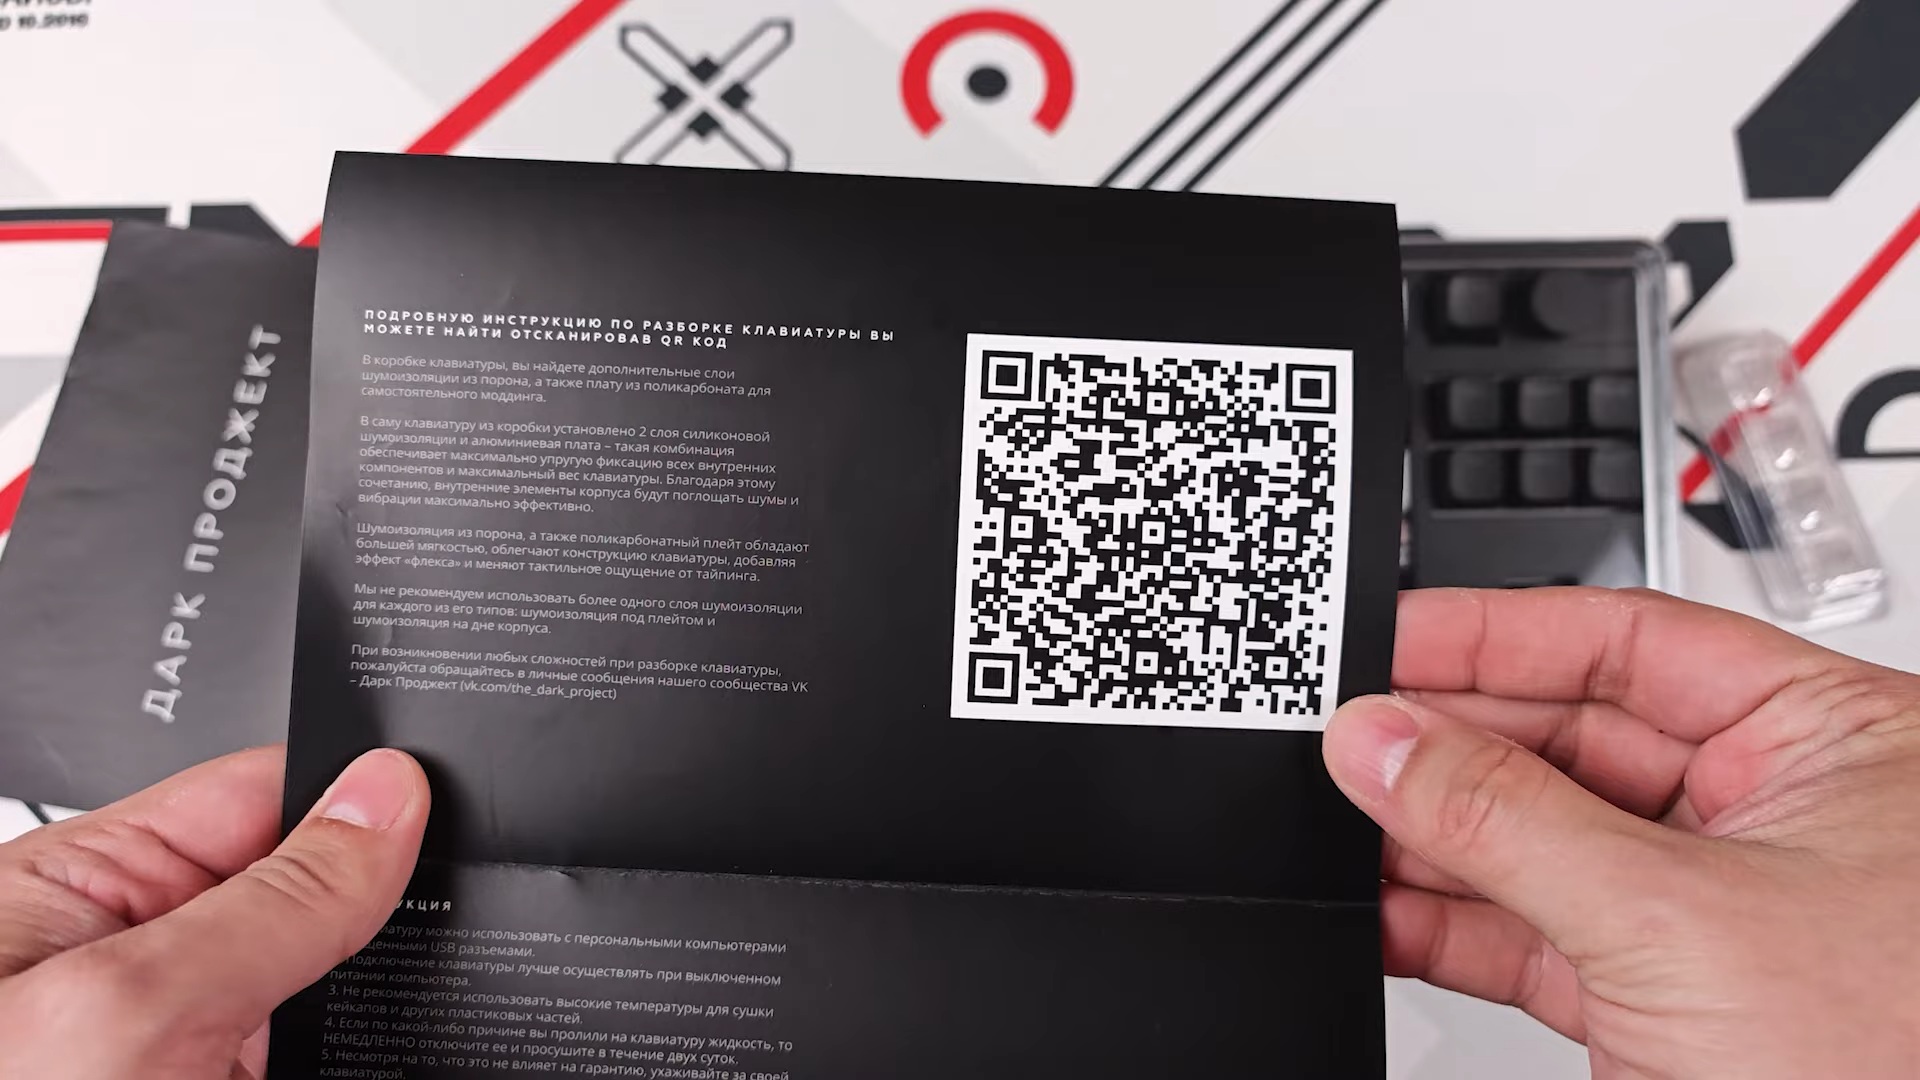 10.2016
ДАРК ПРОДЖЕКТ
ПОДРОБНУЮ ИНСТРУКЦИЮ ПО РАЗБОРКЕ КЛАВИАТУРЫ ВЫ
МОЖЕТЕ НАЙТИ ОТСКАНИРОВАВ QR КОД
В коробке клавиатуры, вы найдете дополнительные слои
шумоизоляции из порона, а также плату из поликарбоната для
самостоятельного моддинга.
В саму клавиатуру из коробки установлено 2 слоя силиконовой
шумоизоляции и алюминиевая плата – такая комбинация
обеспечивает максимально упругую фиксацию всех внутренних
компонентов и максимальный вес клавиатуры. Благодаря этому
сочетанию, внутренние элементы корпуса будут поглощать шумы и
вибрации максимально эффективно.
Шумоизоляция из порона, а также поликарбонатный плейт обладают
большей мягкостью, облегчают конструкцию клавиатуры, добавляя
эффект «флекса» и меняют тактильное ощущение от тайпинга.
Мы не рекомендуем использовать более одного слоя шумоизоляции
для каждого из его типов: шумоизоляция под плейтом и
шумоизоляция на дне корпуса.
При возникновении любых сложностей при разборке клавиатуры,
пожалуйста обращайтесь в личные сообщения нашего сообщества VK
– Дарк Проджект (vk.com/the_dark_project)
УКЦИЯ
иатуру можно использовать с персональными компьютерами
щенными USB разъемами.
Подключение клавиатуры лучше осуществлять при выключенном
питании компьютера.
3. Не рекомендуется использовать высокие температуры для сушки
кейкапов и других пластиковых частей.
4. Если по какой-либо причине вы пролили на клавиатуру жидкость, то
НЕМЕДЛЕННО отключите ее и просушите в течение двух суток.
5. Несмотря на то, что это не влияет на гарантию, ухаживайте за своей
клавиатурой.